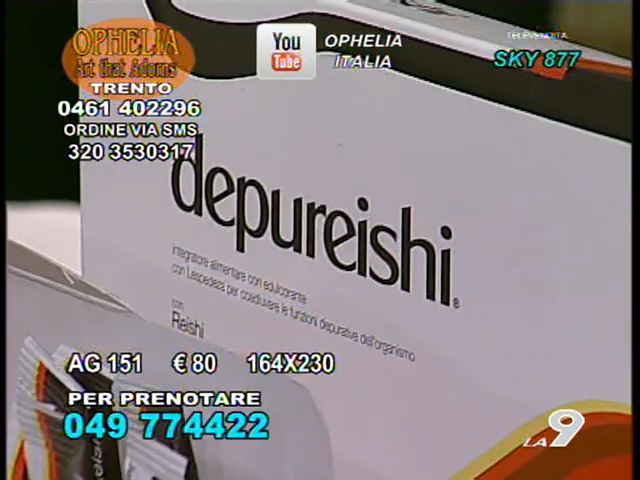 OPHELIA
Art that Adorns
TRENTO
0461 402296
ORDINE VIA SMS
320 3530317
You Tube
OPHELIA
ITALIA
TELEVENDITA
SKY 877
depureishi®
integratore alimentare con edulcorante
con Lespedeza per coadiuvare le funzioni depurative dell'organismo
con
Reishi
AG 151 € 80 164X230
PER PRENOTARE
049 774422
LA9